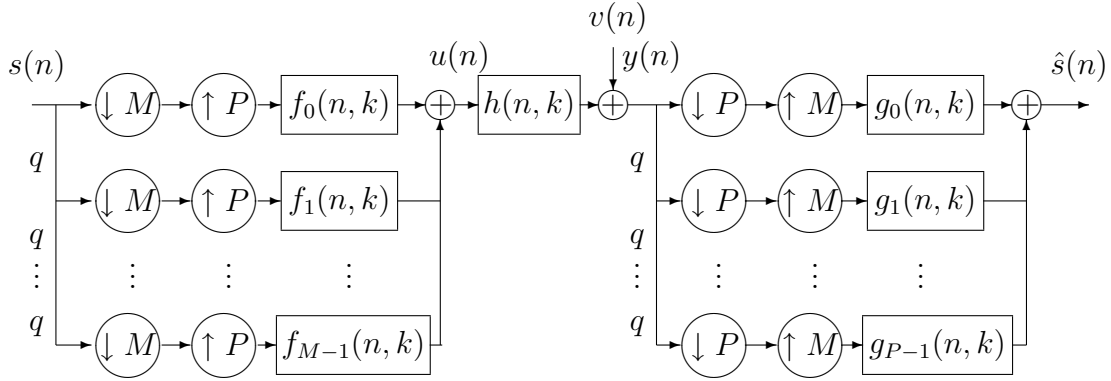 v(n)
s(n) u(n) y(n) ŝ(n)
↓ M ↑ P f₀(n, k) + h(n, k) + ↓ P ↑ M g₀(n, k) +
q q
↓ M ↑ P f₁(n, k) ↓ P ↑ M g₁(n, k)
q q
⋮ ⋮ ⋮ ⋮ ⋮ ⋮ ⋮ ⋮
q q
↓ M ↑ P f_{M−1}(n, k) ↓ P ↑ M g_{P−1}(n, k)